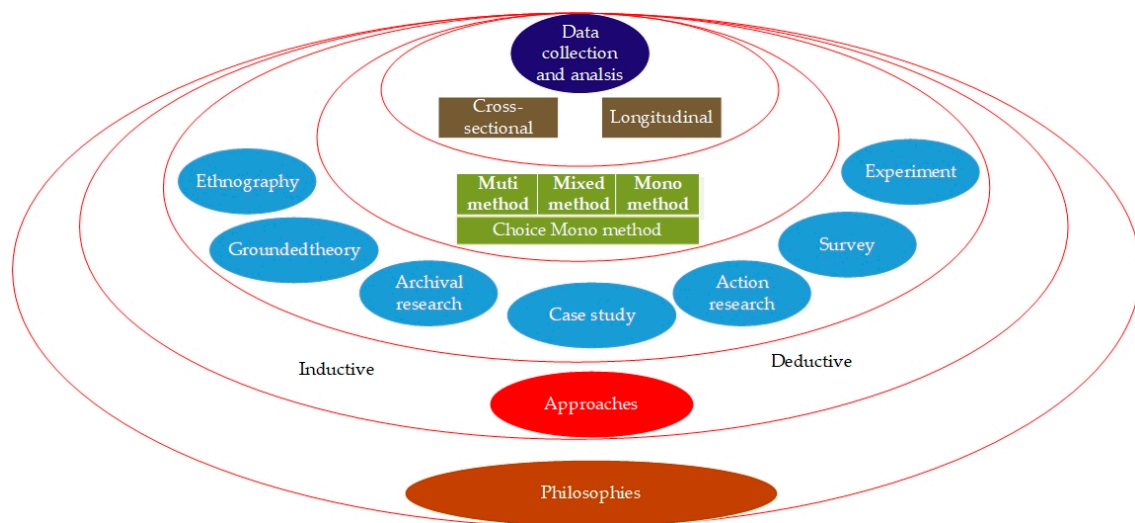 Data
collection
and analsis
Cross-
sectional
Longitudinal
Ethnography
Experiment
Muti
method
Mixed
method
Mono
method
Choice Mono method
Groundedtheory
Survey
Archival
research
Action
research
Case study
Inductive
Deductive
Approaches
Philosophies